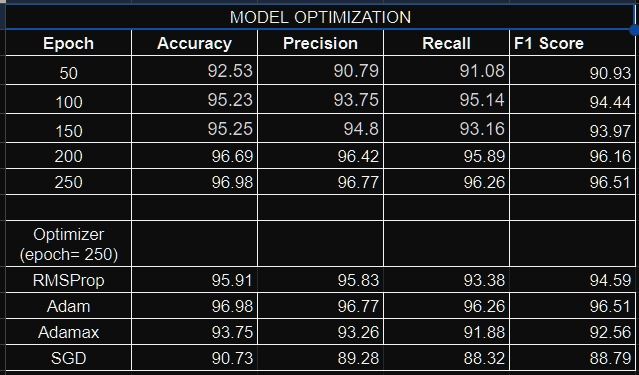 MODEL OPTIMIZATION
Epoch Accuracy Precision Recall F1 Score
50 92.53 90.79 91.08 90.93
100 95.23 93.75 95.14 94.44
150 95.25 94.8 93.16 93.97
200 96.69 96.42 95.89 96.16
250 96.98 96.77 96.26 96.51
Optimizer
(epoch= 250)
RMSProp 95.91 95.83 93.38 94.59
Adam 96.98 96.77 96.26 96.51
Adamax 93.75 93.26 91.88 92.56
SGD 90.73 89.28 88.32 88.79